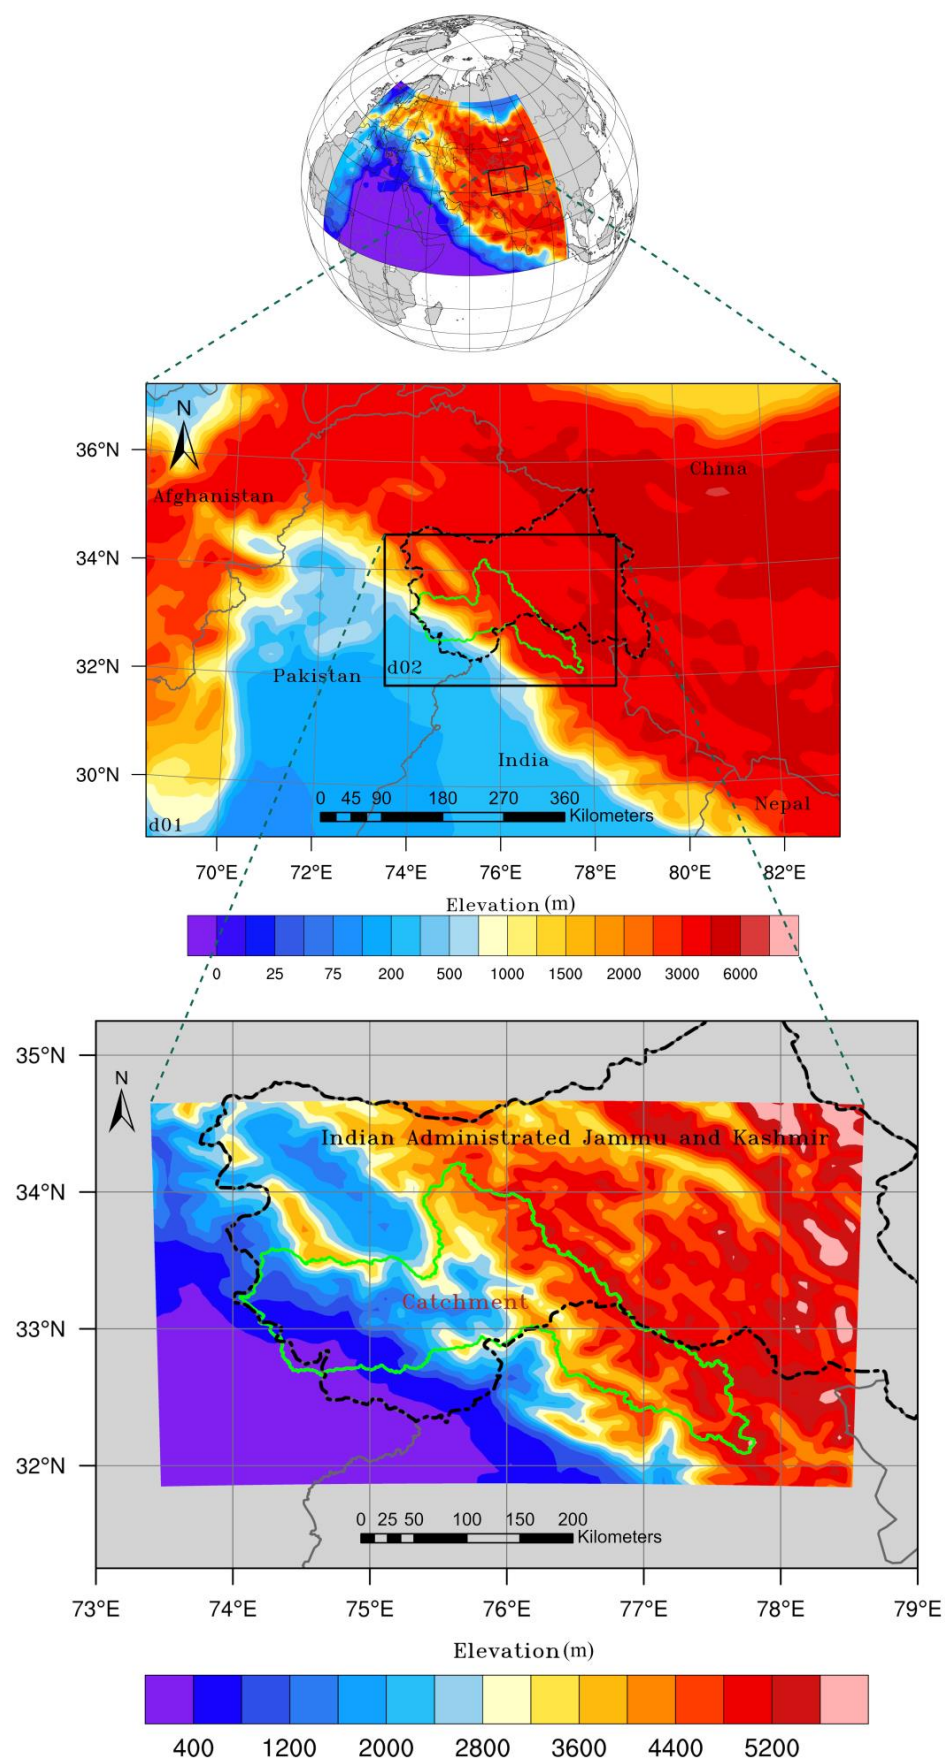 N
36°N
China
Afghanistan
34°N
32°N
d02
Pakistan
India
30°N
0 45 90 180 270 360
Kilometers
Nepal
d01
70°E 72°E 74°E 76°E 78°E 80°E 82°E
Elevation (m)
0 25 75 200 500 1000 1500 2000 3000 6000
35°N
N
Indian Administrated Jammu and Kashmir
34°N
Catchment
33°N
32°N
0 25 50 100 150 200
Kilometers
73°E 74°E 75°E 76°E 77°E 78°E 79°E
Elevation (m)
400 1200 2000 2800 3600 4400 5200